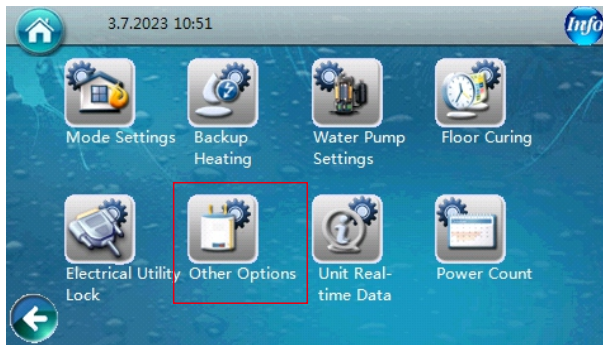 3.7.2023 10:51
Info
Mode Settings
Backup
Heating
Water Pump
Settings
Floor Curing
Electrical Utility
Lock
Other Options
Unit Real-
time Data
Power Count